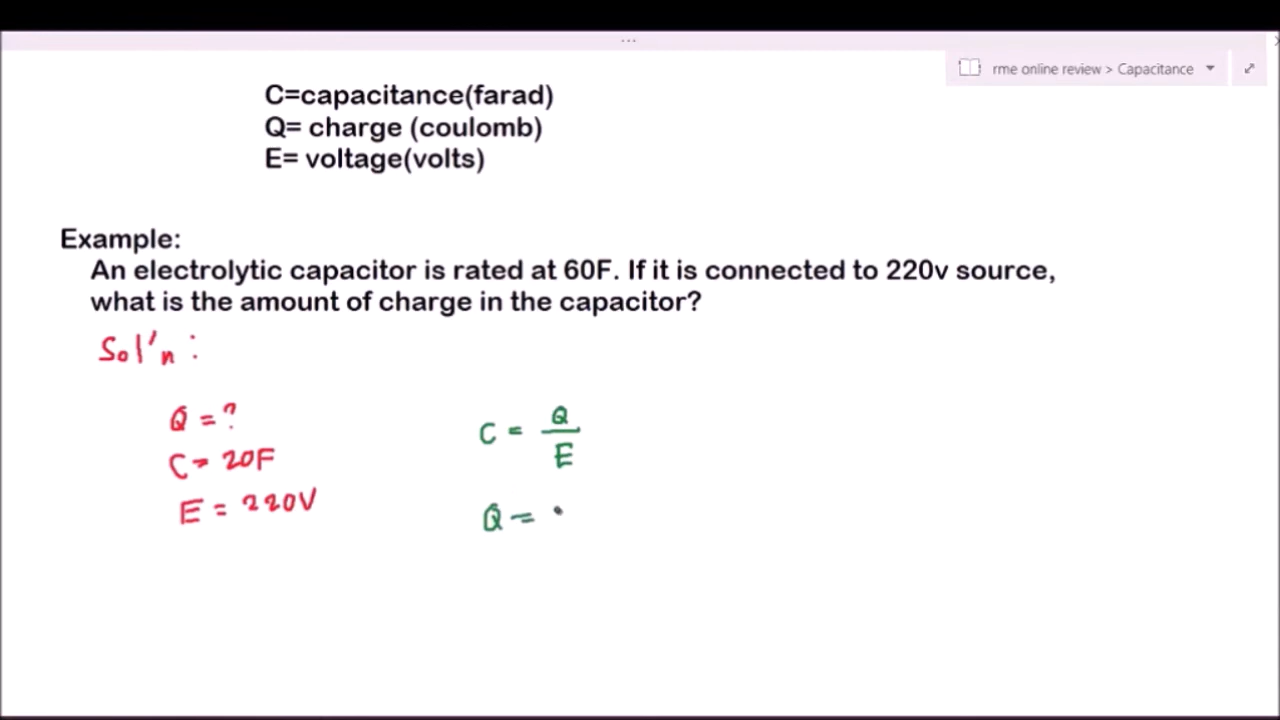 ...
rme online review > Capacitance
C=capacitance(farad)
Q= charge (coulomb)
E= voltage(volts)
Example:
An electrolytic capacitor is rated at 60F. If it is connected to 220v source,
what is the amount of charge in the capacitor?
Sol'n :
Q = ?
C = 20F
E = 220V
C = Q
E
Q =